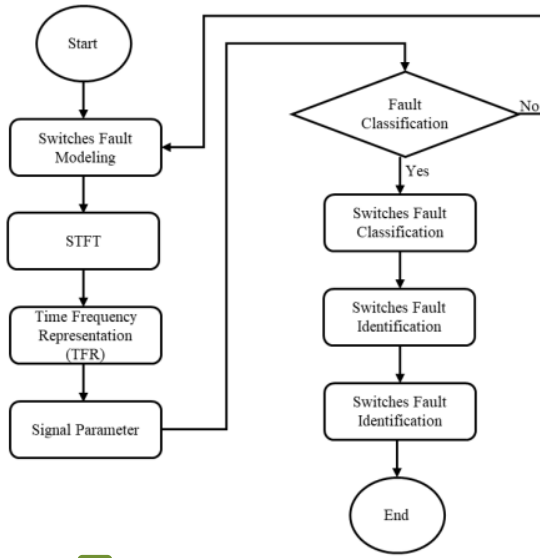 Start
Switches Fault
Modeling
STFT
Time Frequency
Representation
(TFR)
Signal Parameter
Fault
Classification
No
Yes
Switches Fault
Classification
Switches Fault
Identification
Switches Fault
Identification
End